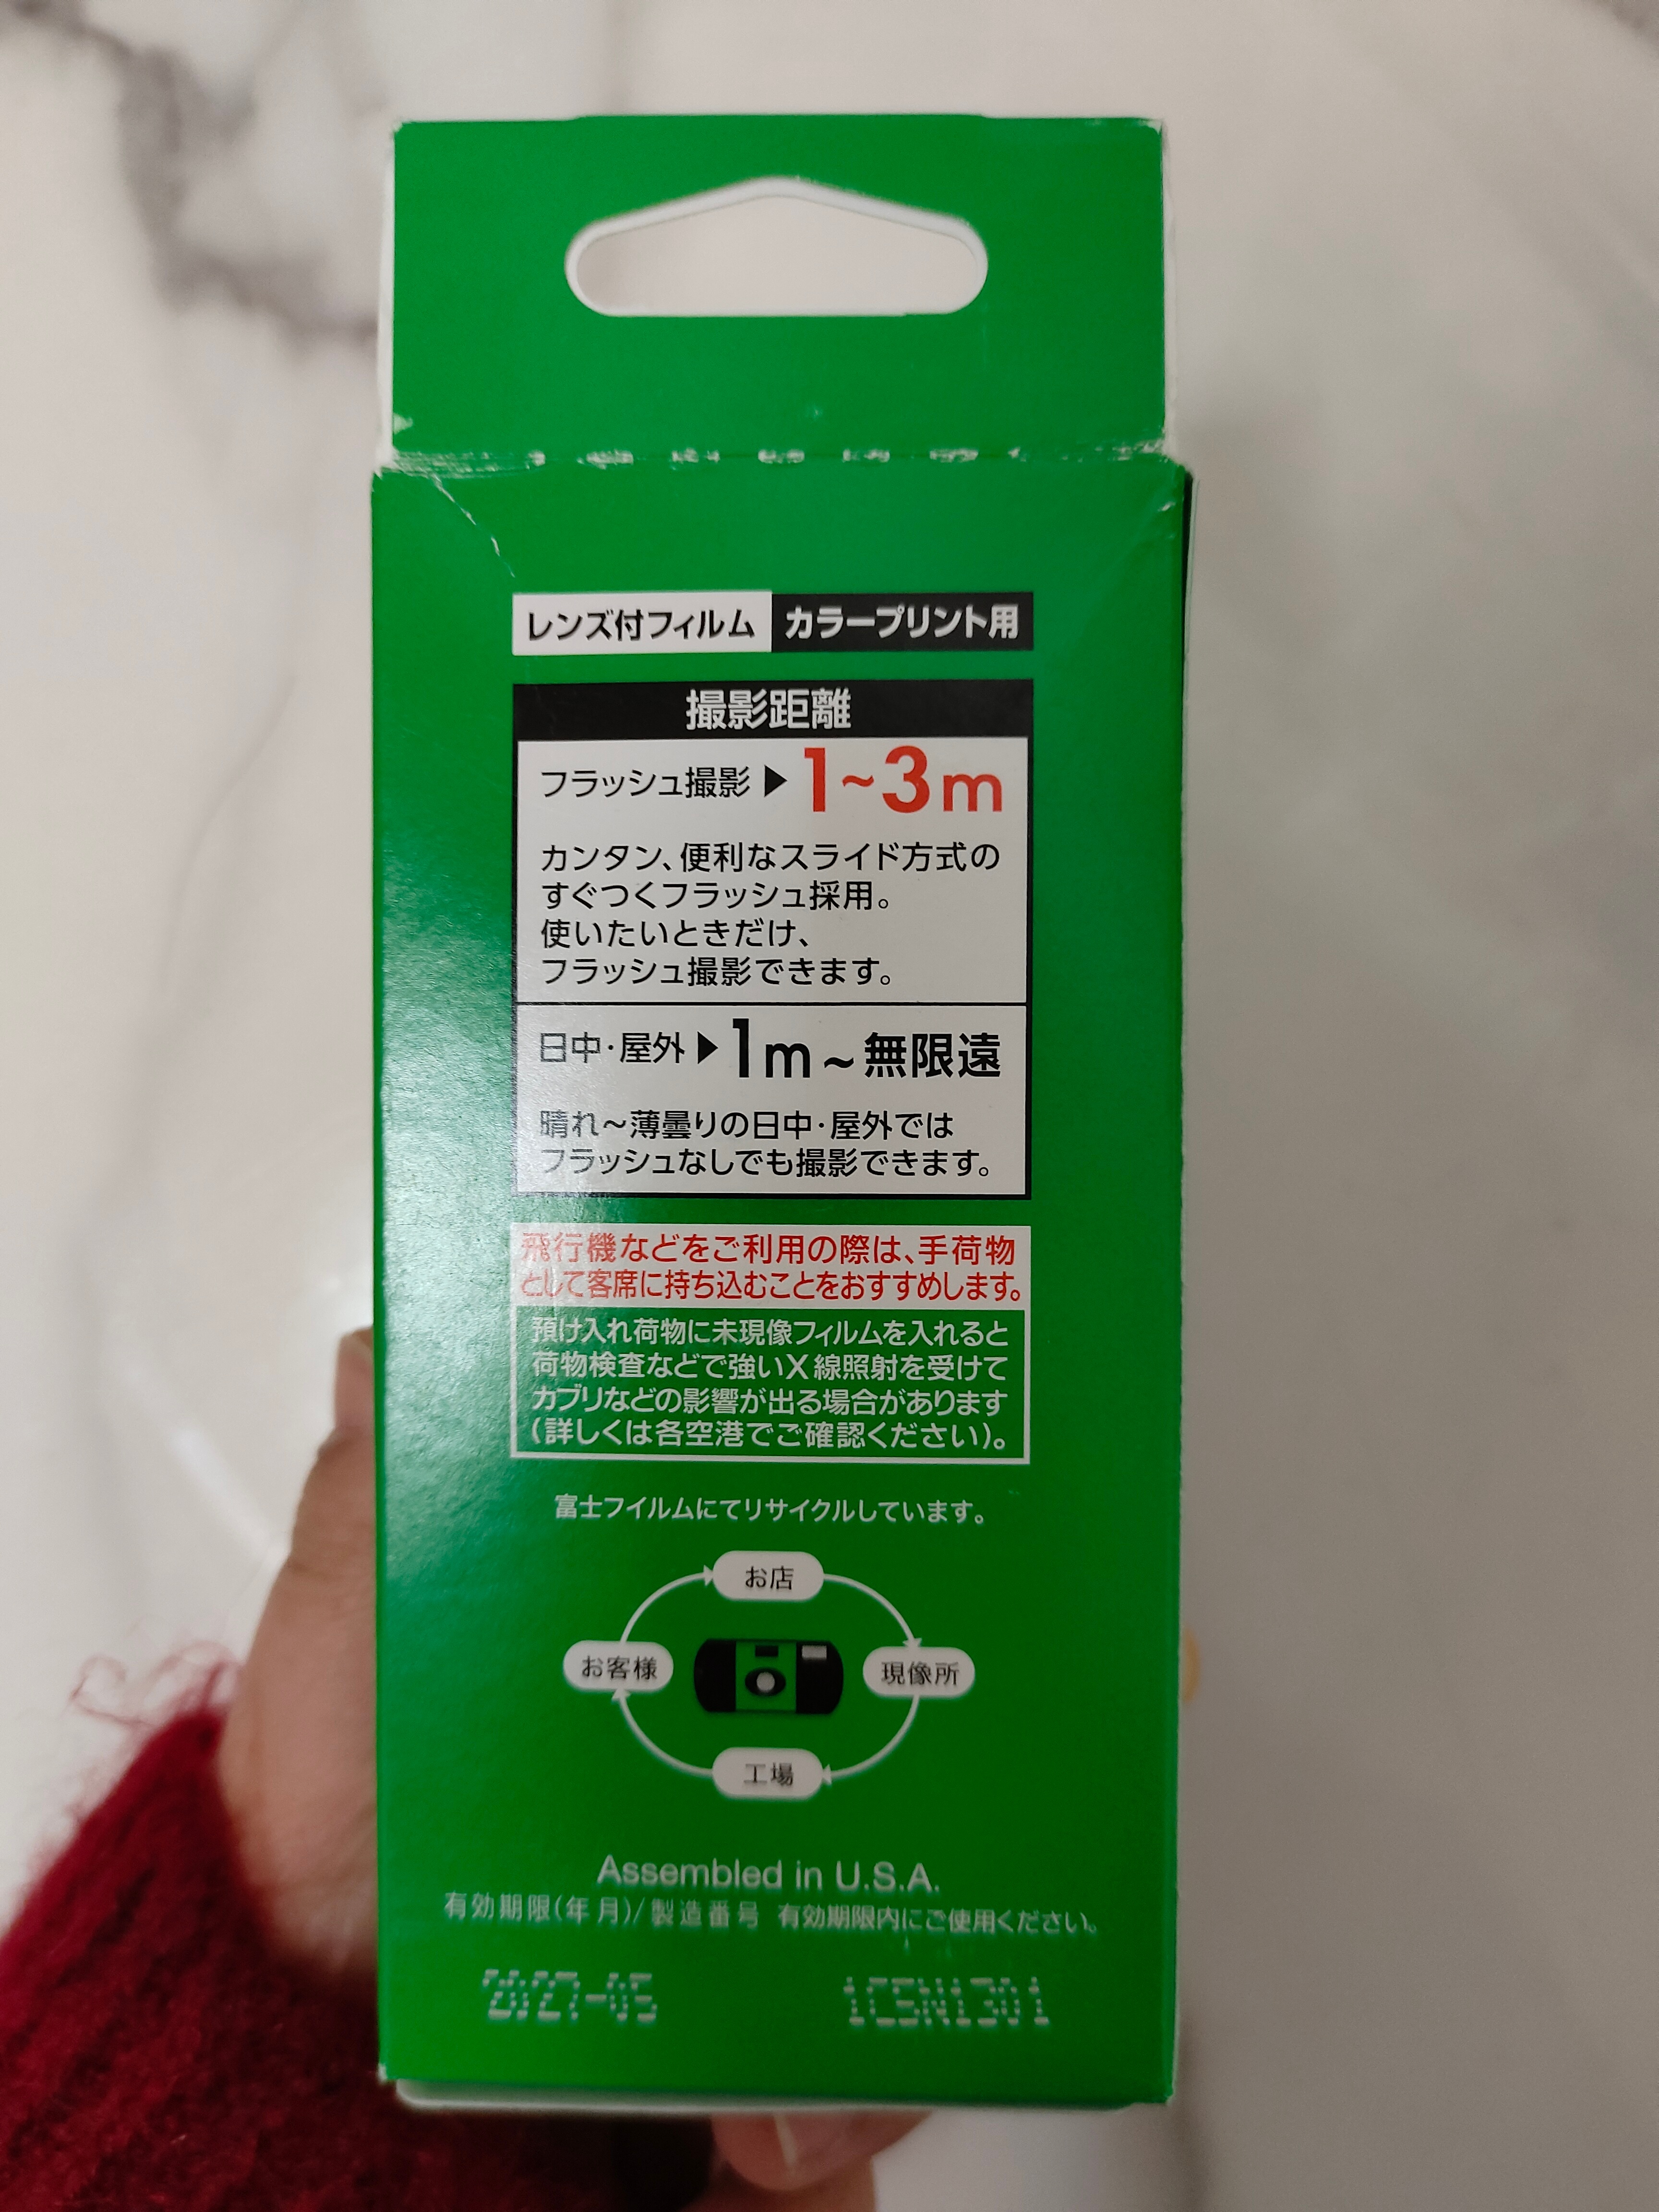 レンズ付フィルム カラープリント用
撮影距離
フラッシュ撮影▶1~3m
カンタン、便利なスライド方式の
すぐつくフラッシュ採用。
使いたいときだけ、
フラッシュ撮影できます。
日中・屋外▶1m~無限遠
晴れ~薄曇りの日中・屋外では
フラッシュなしでも撮影できます。
飛行機などをご利用の際は、手荷物
として客席に持ち込むことをおすすめします。
預け入れ荷物に未現像フィルムを入れると
荷物検査などで強いX線照射を受けて
カブリなどの影響が出る場合があります
(詳しくは各空港でご確認ください)。
富士フイルムにてリサイクルしています。
お店
お客様
現像所
工場
Assembled in U.S.A.
有効期限(年月)/製造番号 有効期限内にご使用ください。
2027-05 1CSN1301